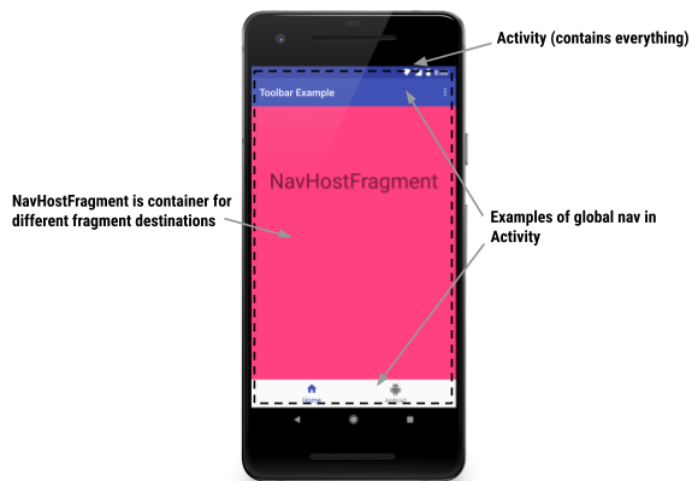 Activity (contains everything)
Toolbar Example
NavHostFragment
NavHostFragment is container for
different fragment destinations
Examples of global nav in
Activity
Home
Android